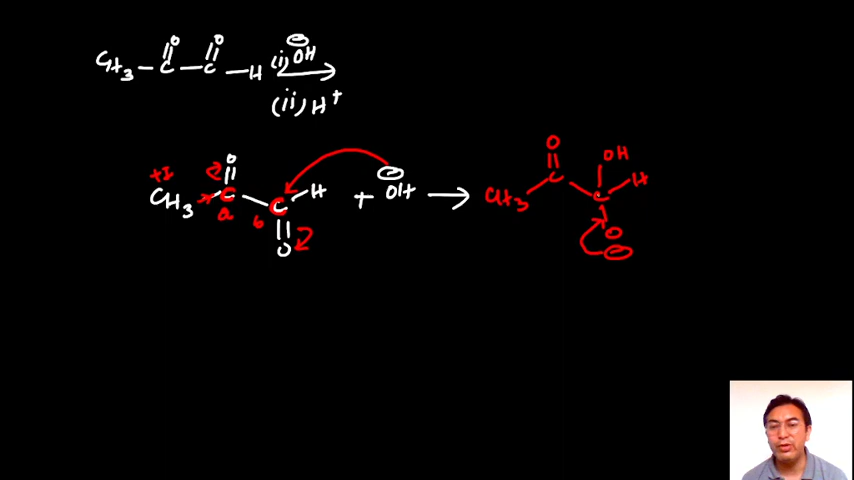 O O
CH3 – C – C – H (i) ⊖OH
(ii) H+
O
+I O OH
CH3 C C H + ⊖OH → CH3 C C H
a b
O O ⊖